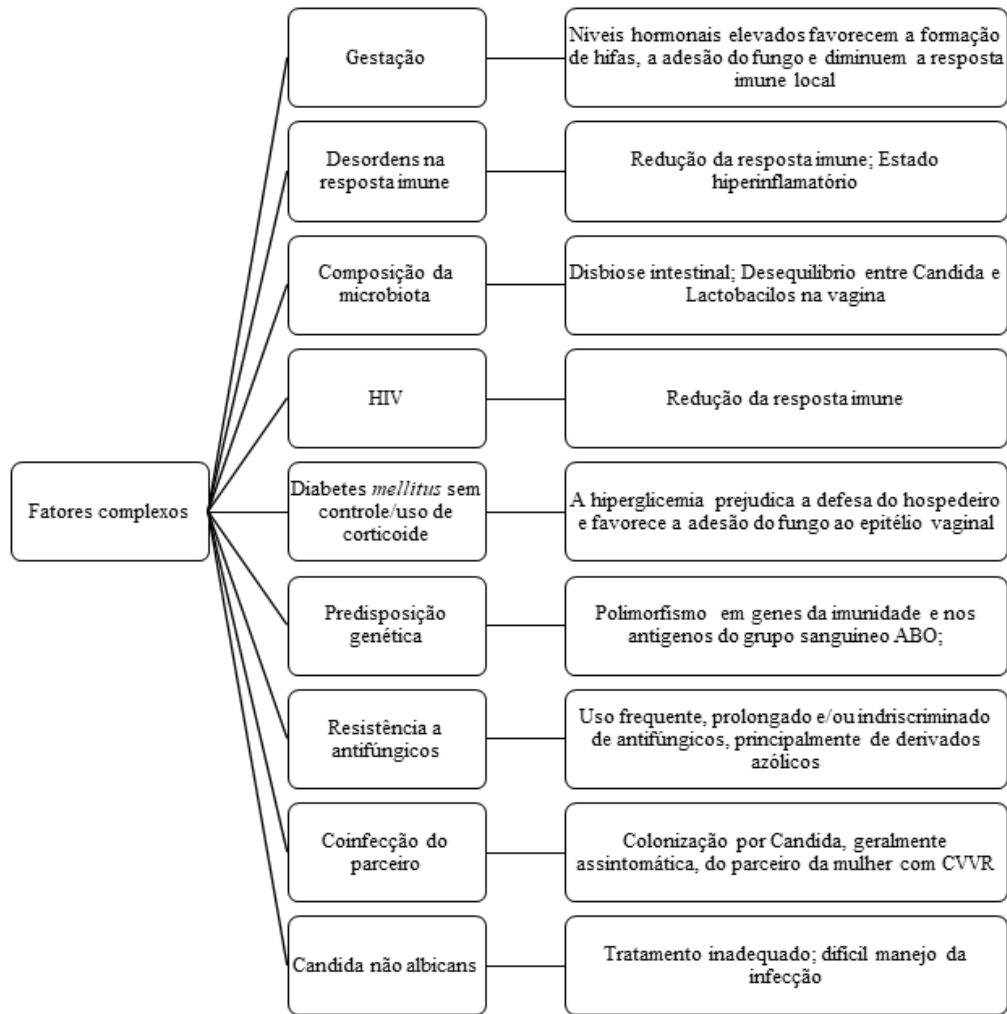 Gestação
Níveis hormonais elevados favorecem a formação
de hifas, a adesão do fungo e diminuem a resposta
imune local
Desordens na
resposta imune
Redução da resposta imune; Estado
hiperinflamatório
Composição da
microbiota
Disbiose intestinal; Desequilíbrio entre Candida e
Lactobacilos na vagina
HIV
Redução da resposta imune
Fatores complexos
Diabetes mellitus sem
controle/uso de
corticoide
A hiperglicemia prejudica a defesa do hospedeiro
e favorece a adesão do fungo ao epitélio vaginal
Predisposição
genética
Polimorfismo em genes da imunidade e nos
antígenos do grupo sanguíneo ABO;
Resistência a
antifúngicos
Uso frequente, prolongado e/ou indriscriminado
de antifúngicos, principalmente de derivados
azólicos
Coinfecção do
parceiro
Colonização por Candida, geralmente
assintomática, do parceiro da mulher com CVVR
Candida não albicans
Tratamento inadequado; difícil manejo da
infecção